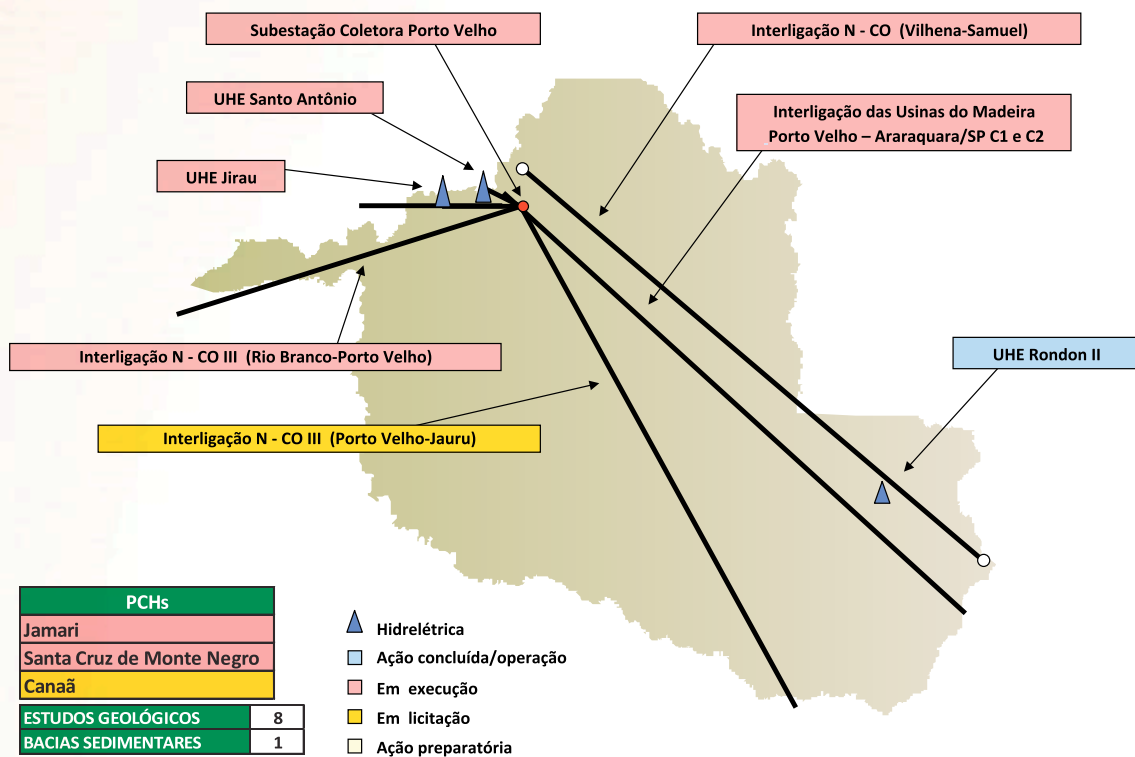 Subestação Coletora Porto Velho
Interligação N - CO  (Vilhena-Samuel)
UHE Santo Antônio
Interligação das Usinas do Madeira
Porto Velho – Araraquara/SP C1 e C2
UHE Jirau
Interligação N - CO III  (Rio Branco-Porto Velho)
UHE Rondon II
Interligação N - CO III  (Porto Velho-Jauru)
PCHs
Jamari
Santa Cruz de Monte Negro
Canaã
ESTUDOS GEOLÓGICOS 8
BACIAS SEDIMENTARES 1
Hidrelétrica
Ação concluída/operação
Em  execução
Em  licitação
Ação preparatória